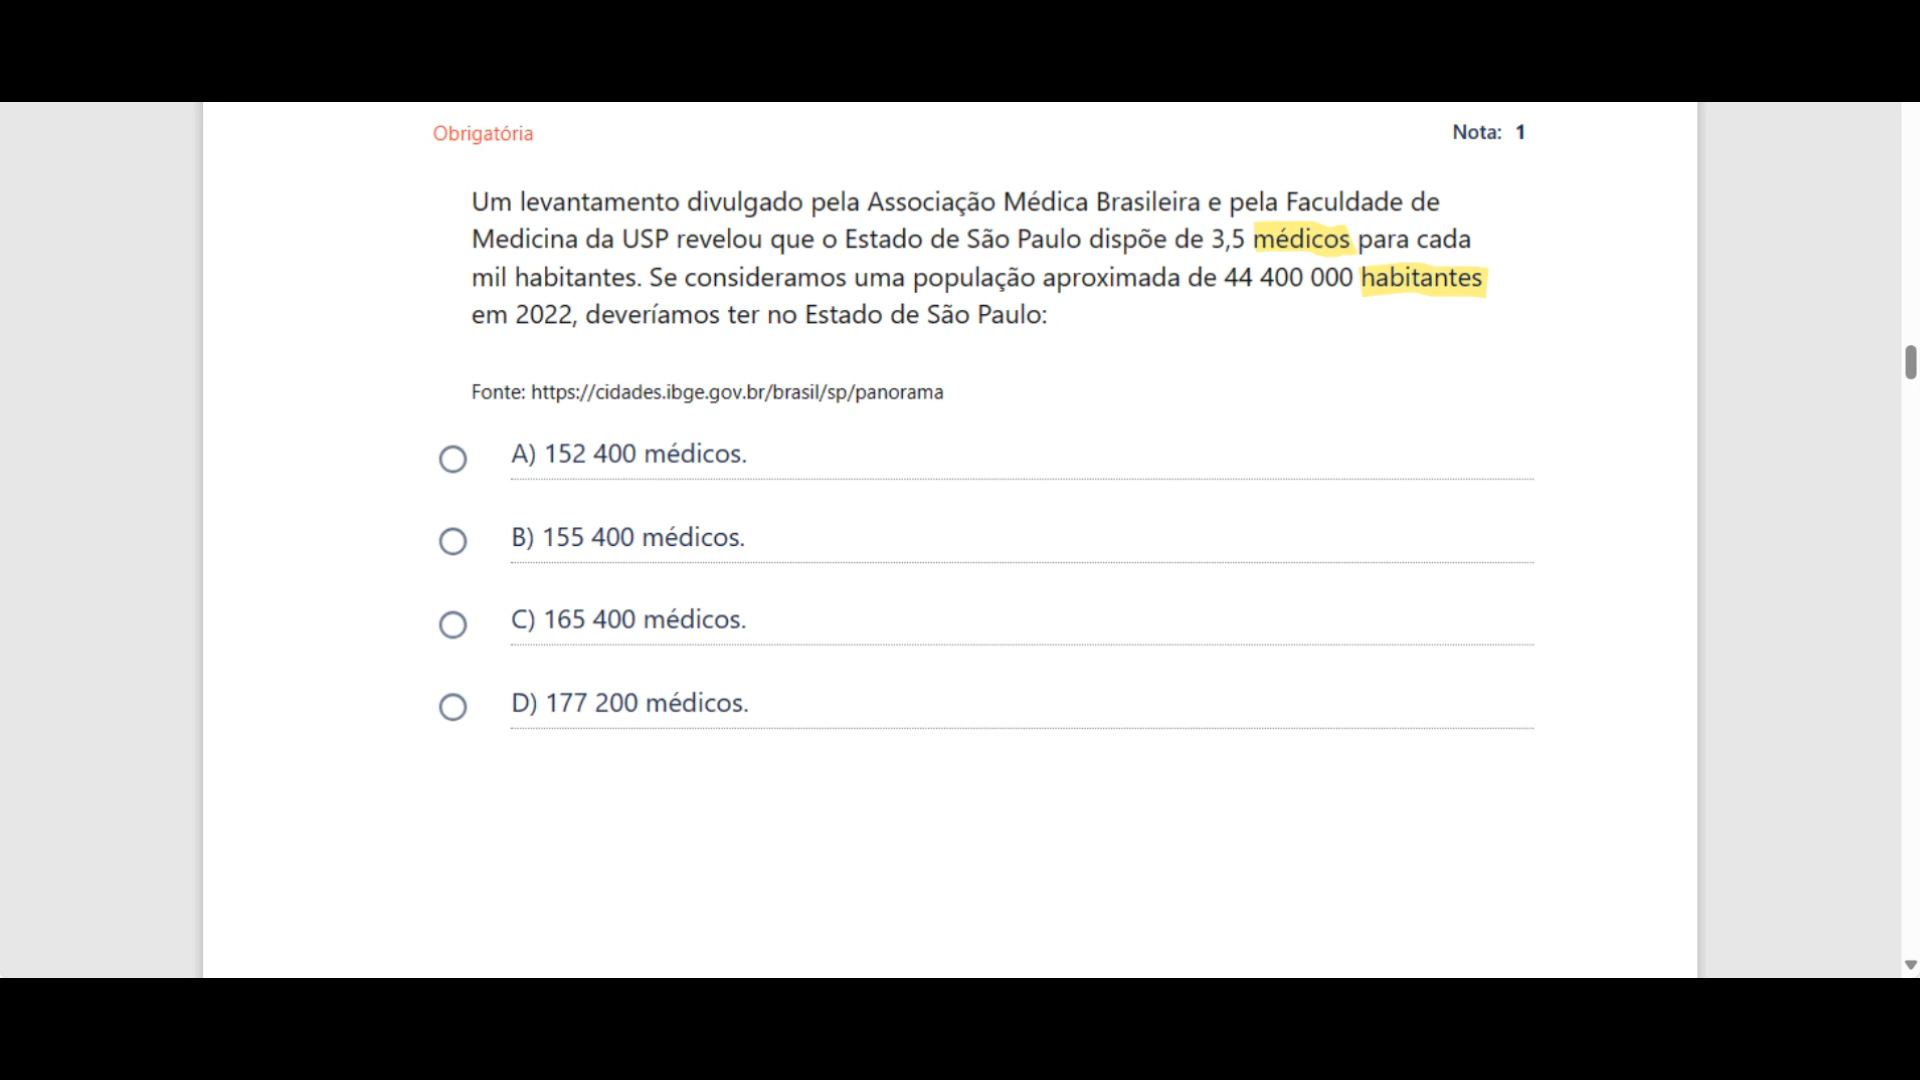 Obrigatória
Nota: 1
Um levantamento divulgado pela Associação Médica Brasileira e pela Faculdade de
Medicina da USP revelou que o Estado de São Paulo dispõe de 3,5 médicos para cada
mil habitantes. Se consideramos uma população aproximada de 44 400 000 habitantes
em 2022, deveríamos ter no Estado de São Paulo:
Fonte: https://cidades.ibge.gov.br/brasil/sp/panorama
A) 152 400 médicos.
B) 155 400 médicos.
C) 165 400 médicos.
D) 177 200 médicos.